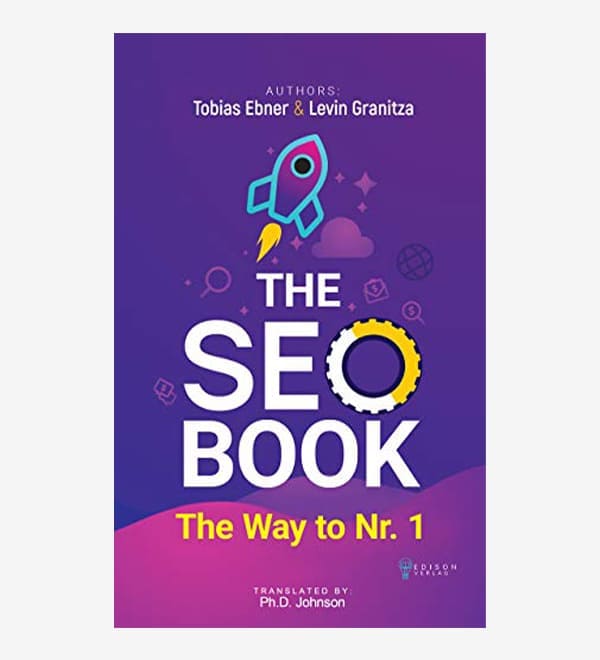 AUTHORS:
Tobias Ebner & Levin Granitza
THE
SEO
BOOK
The Way to Nr. 1
EDISON
VERLAG
TRANSLATED BY:
Ph.D. Johnson